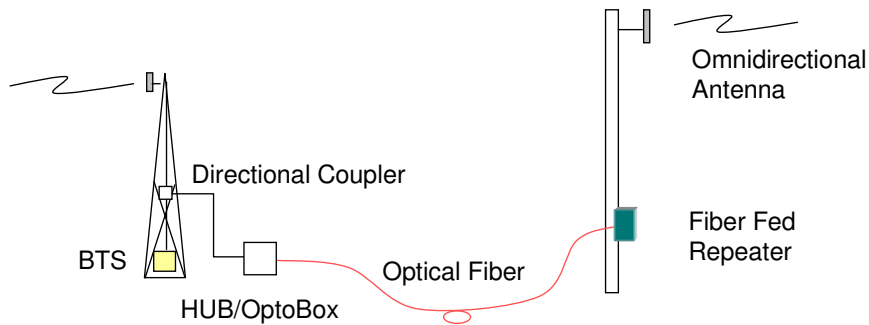 Omnidirectional
Antenna
Directional Coupler
BTS
HUB/OptoBox
Optical Fiber
Fiber Fed
Repeater